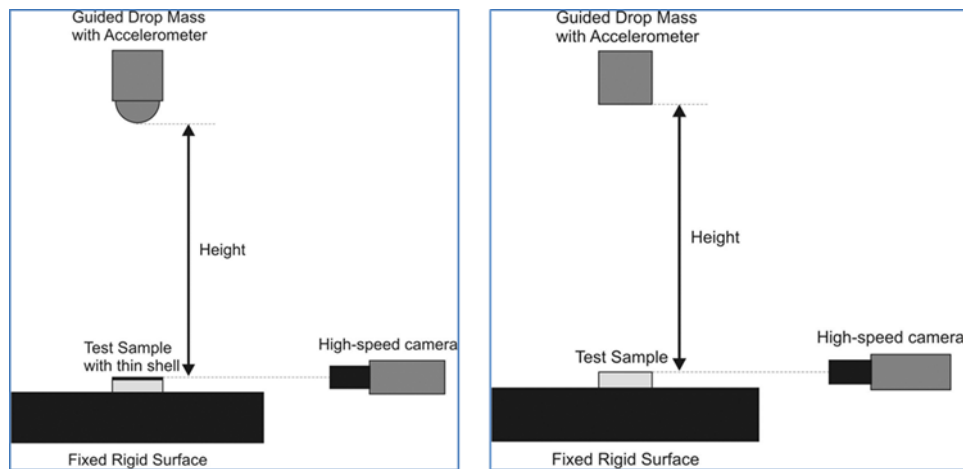 Guided Drop Mass
with Accelerometer
Height
Test Sample
with thin shell
High-speed camera
Fixed Rigid Surface
Guided Drop Mass
with Accelerometer
Height
High-speed camera
Test Sample
Fixed Rigid Surface